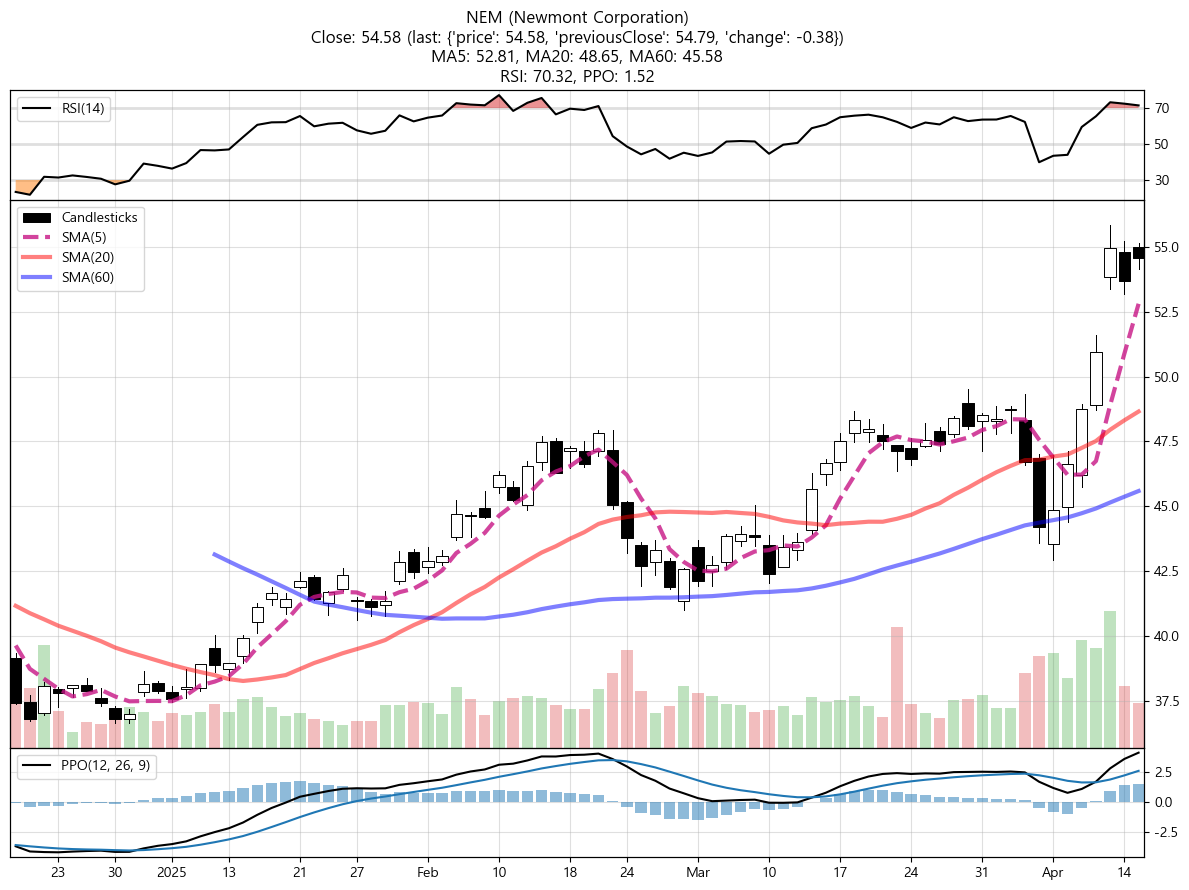 NEM (Newmont Corporation)
Close: 54.58 (last: {'price': 54.58, 'previousClose': 54.79, 'change': -0.38})
MA5: 52.81, MA20: 48.65, MA60: 45.58
RSI: 70.32, PPO: 1.52
RSI(14)
70
50
30
Candlesticks
SMA(5)
SMA(20)
SMA(60)
55.0
52.5
50.0
47.5
45.0
42.5
40.0
37.5
PPO(12, 26, 9)
2.5
0.0
−2.5
23 30 2025 13 21 27 Feb 10 18 24 Mar 10 17 24 31 Apr 14